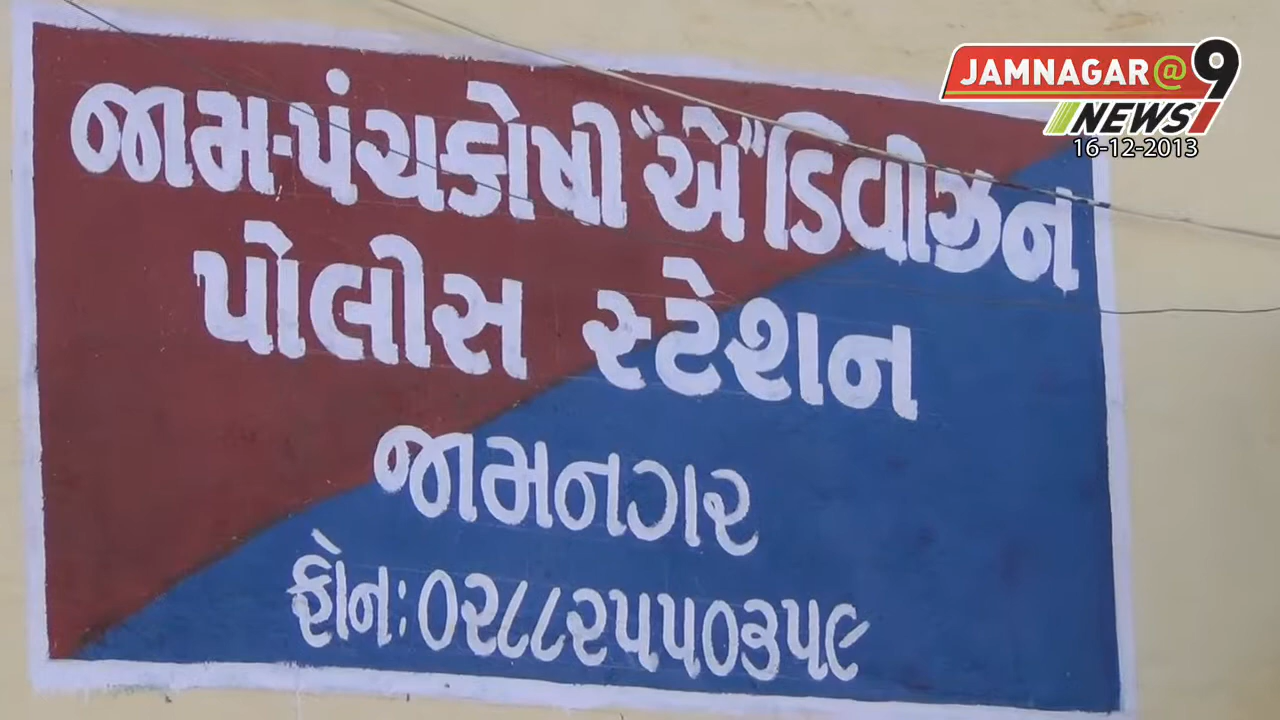 જામ-પંચકોષી "એ" ડિવીઝન
પોલીસ સ્ટેશન
જામનગર
ફોન: ૦૨૮૮૨૫૫૦૩૫૯
JAMNAGAR@9
NEWS
16-12-2013